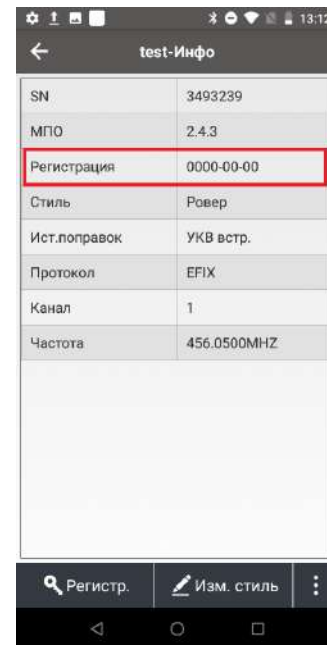 13:12
test-Инфо
SN 3493239
МПО 2.4.3
Регистрация 0000-00-00
Стиль Ровер
Ист.поправок УКВ встр.
Протокол EFIX
Канал 1
Частота 456.0500MHZ
Регистр. Изм. стиль